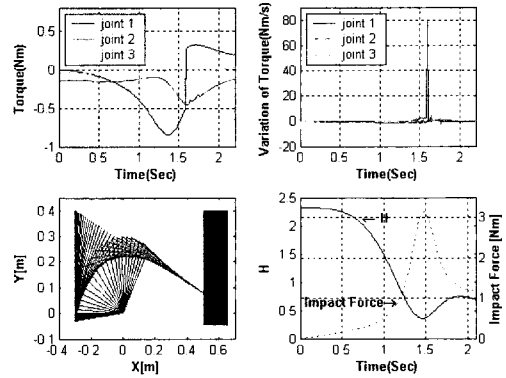 joint 1
joint 2
joint 3
Torque(Nm)
0.5
0
-0.5
-1
0 0.5 1 1.5 2
Time(Sec)
joint 1
joint 2
joint 3
Variation of Torque(Nm/s)
80
60
40
20
0
-20
0 0.5 1 1.5 2
Time(Sec)
Y[m]
0 4
0 3
0 2
0 1
0
-0 1
-0 2 0 0 2 0 4 0 6
X[m]
H
2.5
2
1.5
1
0.5
0
← H
Impact Force→
3
2
1
0
Impact Force [Nm]
0 0.5 1 1.5 2
Time(Sec)